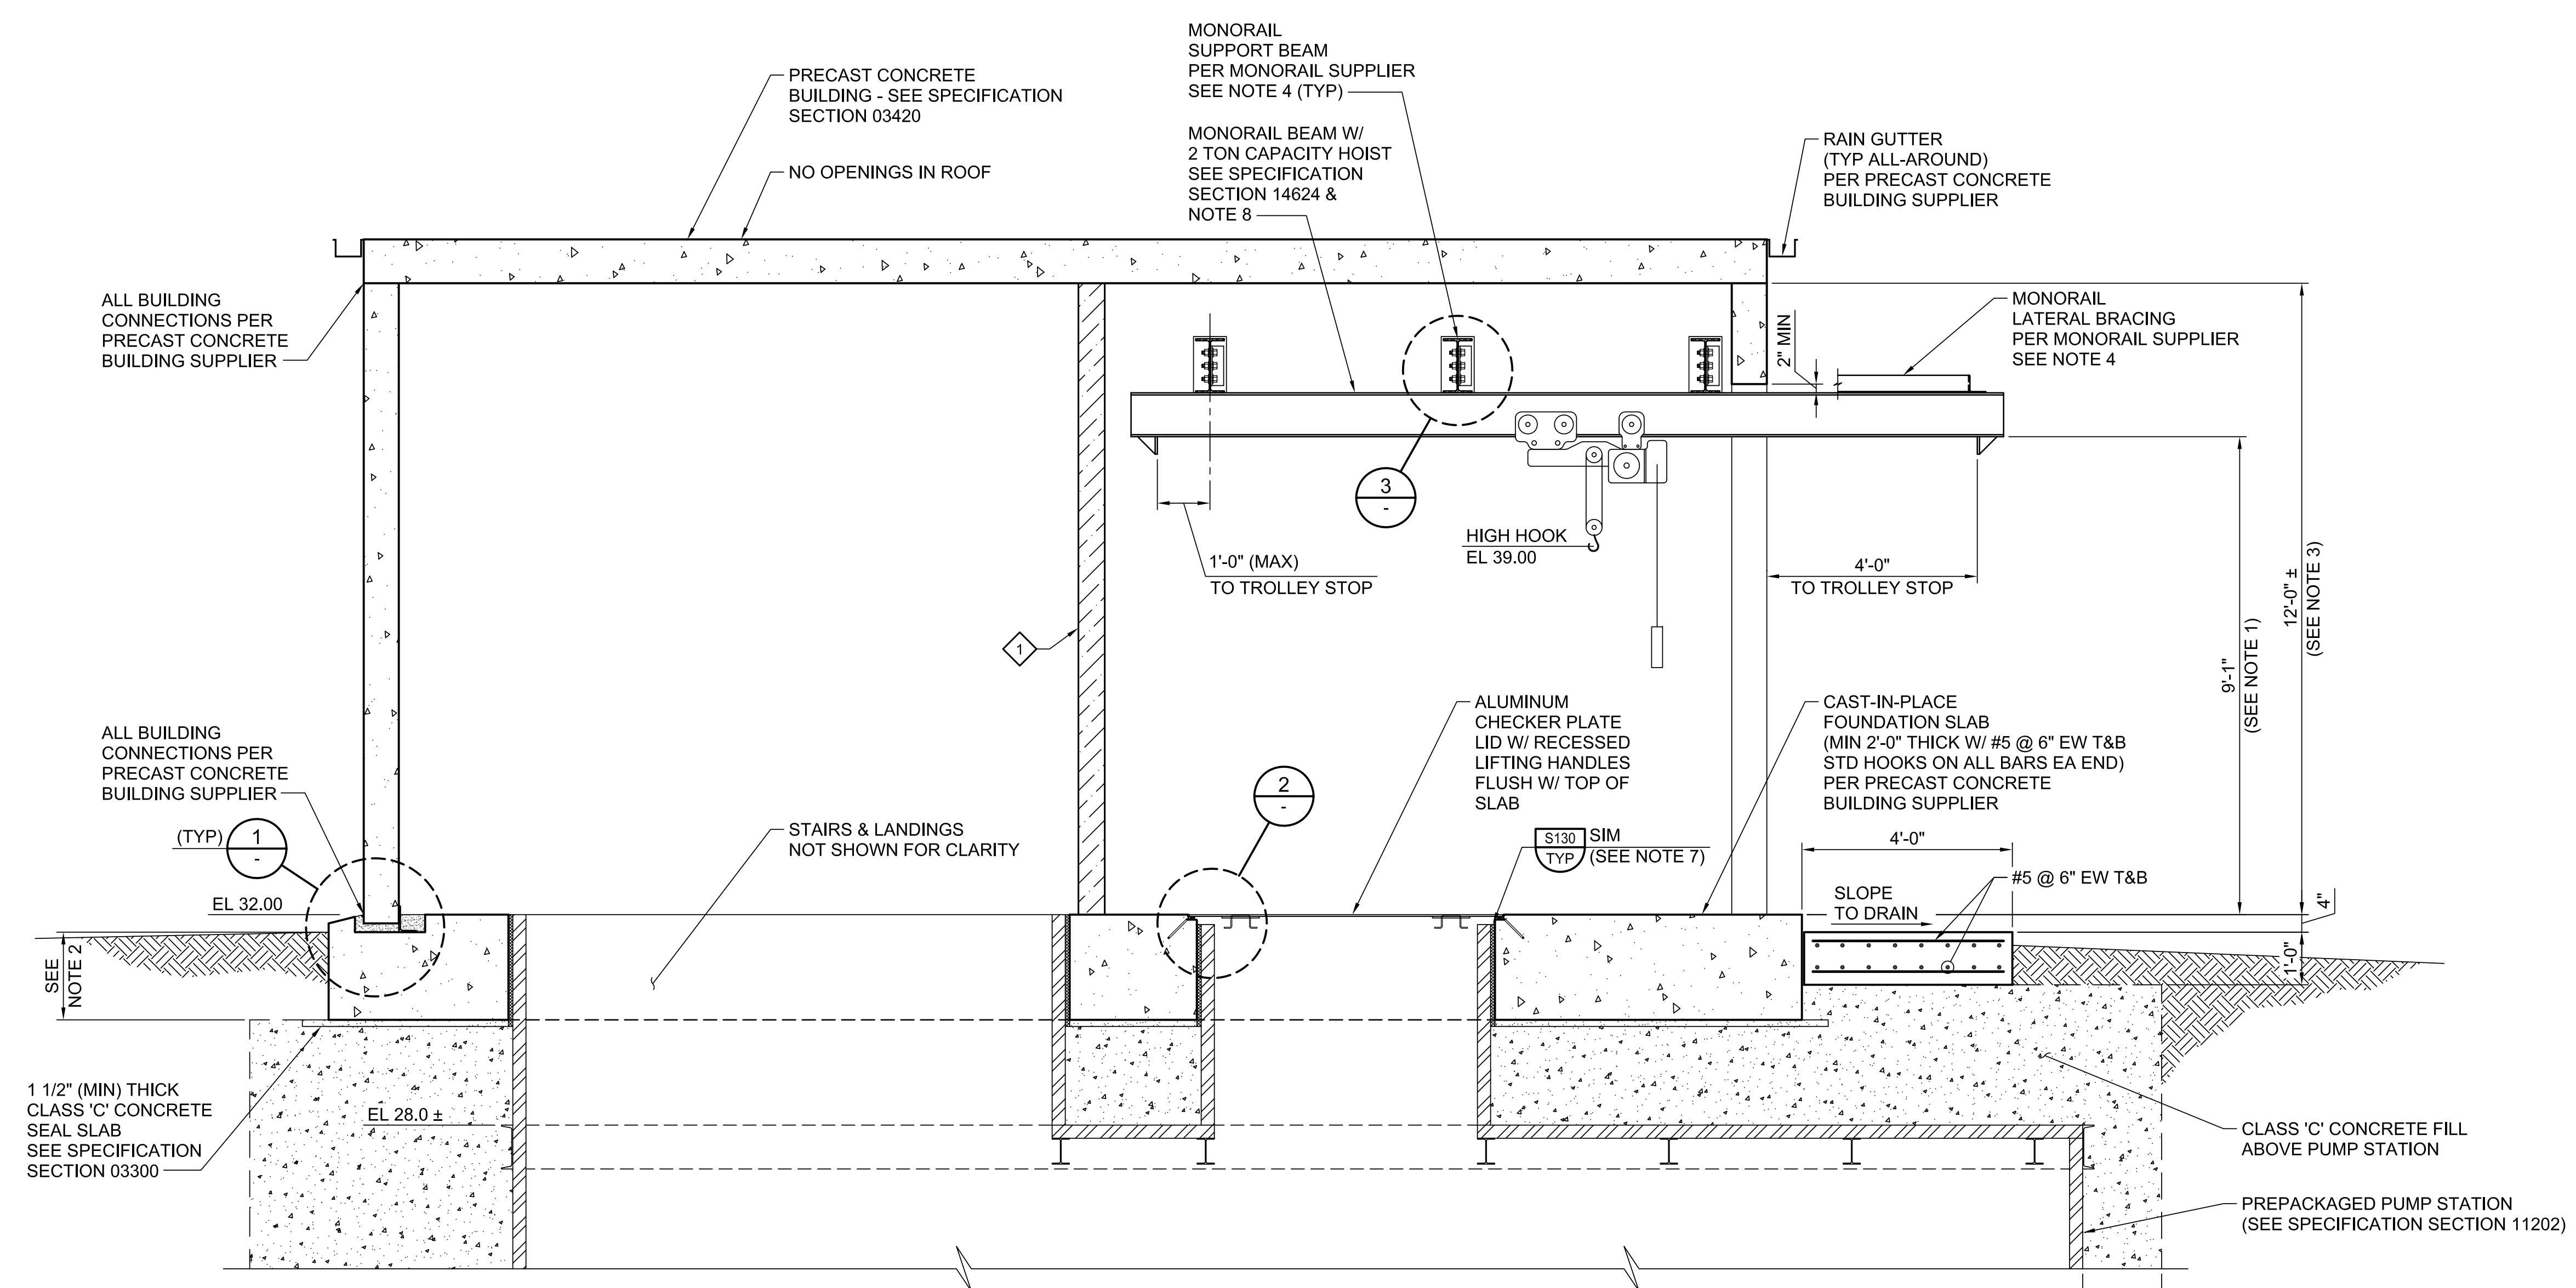 MONORAIL
SUPPORT BEAM
PER MONORAIL SUPPLIER
SEE NOTE 4 (TYP)
PRECAST CONCRETE
BUILDING - SEE SPECIFICATION
SECTION 03420
NO OPENINGS IN ROOF
MONORAIL BEAM W/
2 TON CAPACITY HOIST
SEE SPECIFICATION
SECTION 14624 &
NOTE 8
RAIN GUTTER
(TYP ALL-AROUND)
PER PRECAST CONCRETE
BUILDING SUPPLIER
ALL BUILDING
CONNECTIONS PER
PRECAST CONCRETE
BUILDING SUPPLIER
2" MIN
MONORAIL
LATERAL BRACING
PER MONORAIL SUPPLIER
SEE NOTE 4
3
-
HIGH HOOK
EL 39.00
1'-0" (MAX)
TO TROLLEY STOP
4'-0"
TO TROLLEY STOP
12'-0" ±
(SEE NOTE 3)
9'-1"
(SEE NOTE 1)
1
ALL BUILDING
CONNECTIONS PER
PRECAST CONCRETE
BUILDING SUPPLIER
(TYP)
1
-
STAIRS & LANDINGS
NOT SHOWN FOR CLARITY
2
-
ALUMINUM
CHECKER PLATE
LID W/ RECESSED
LIFTING HANDLES
FLUSH W/ TOP OF
SLAB
S130
TYP
SIM
(SEE NOTE 7)
CAST-IN-PLACE
FOUNDATION SLAB
(MIN 2'-0" THICK W/ #5 @ 6" EW T&B
STD HOOKS ON ALL BARS EA END)
PER PRECAST CONCRETE
BUILDING SUPPLIER
4'-0"
#5 @ 6" EW T&B
SLOPE
TO DRAIN
4"
1'-0"
EL 32.00
SEE
NOTE 2
1 1/2" (MIN) THICK
CLASS 'C' CONCRETE
SEAL SLAB
SEE SPECIFICATION
SECTION 03300
EL 28.0 ±
CLASS 'C' CONCRETE FILL
ABOVE PUMP STATION
PREPACKAGED PUMP STATION
(SEE SPECIFICATION SECTION 11202)